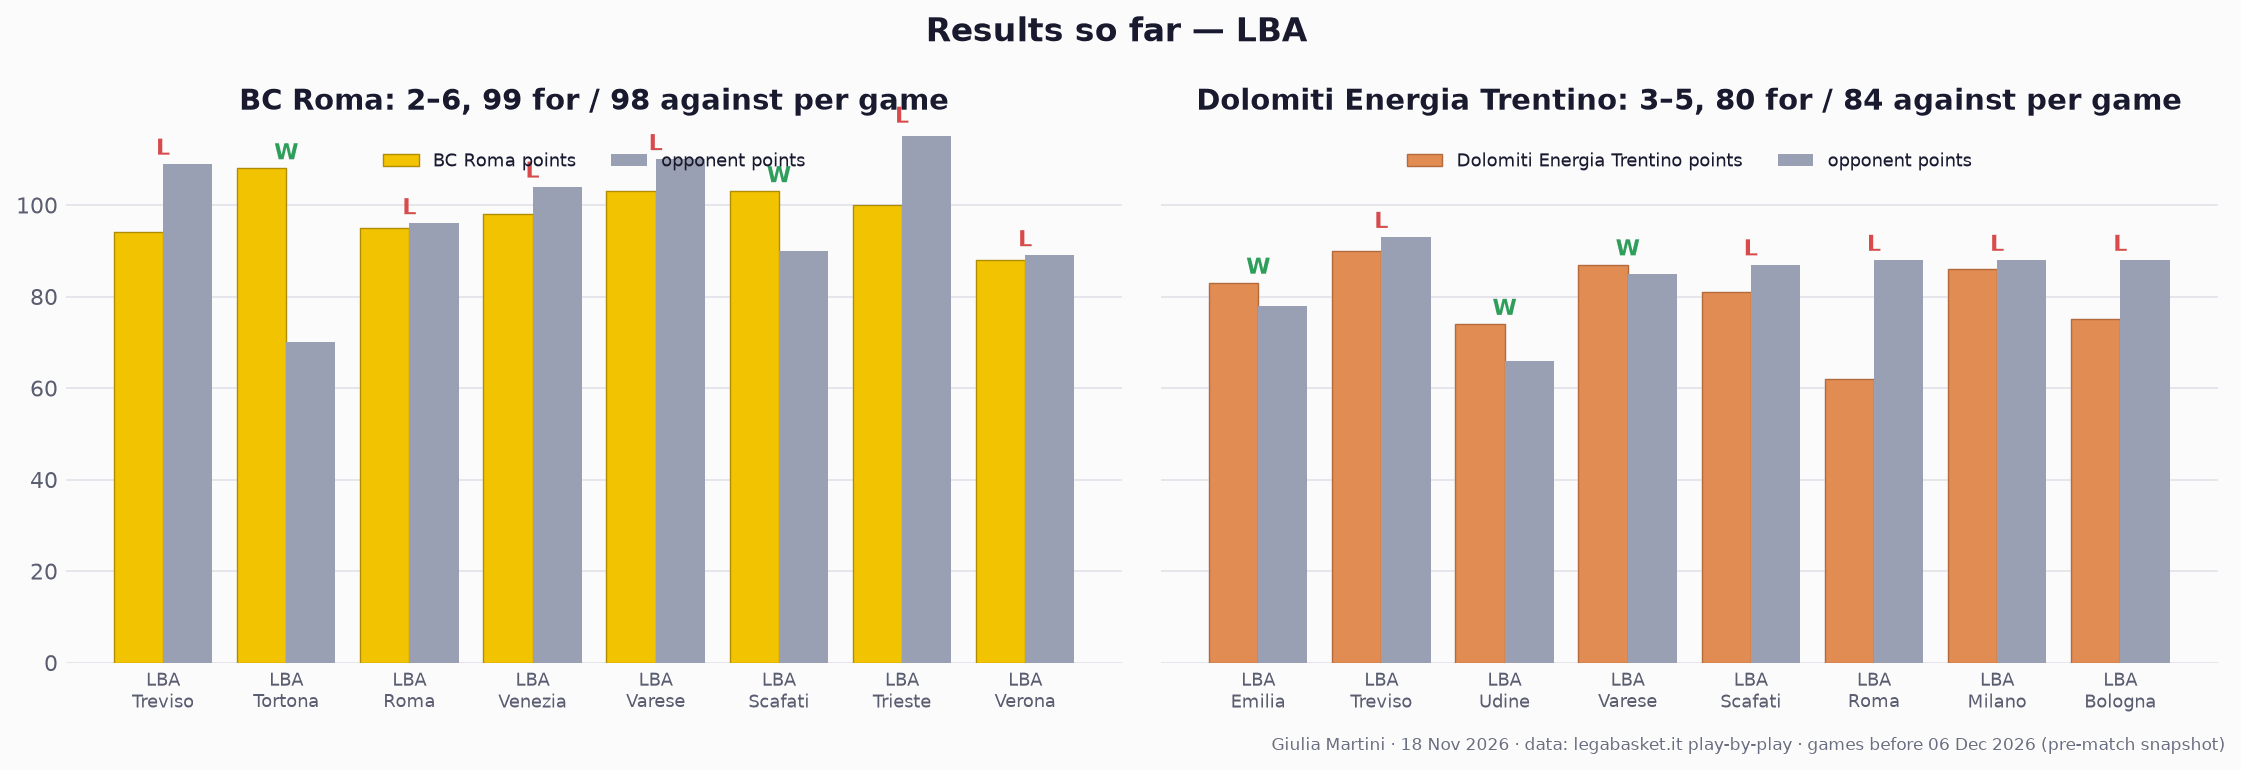 Results so far — LBA
BC Roma: 2–6, 99 for / 98 against per game
L
W
L
L
L
W
L
L
BC Roma points
opponent points
100
80
60
40
20
0
LBA
Treviso
LBA
Tortona
LBA
Roma
LBA
Venezia
LBA
Varese
LBA
Scafati
LBA
Trieste
LBA
Verona
Dolomiti Energia Trentino: 3–5, 80 for / 84 against per game
Dolomiti Energia Trentino points
opponent points
W
L
W
W
L
L
L
L
LBA
Emilia
LBA
Treviso
LBA
Udine
LBA
Varese
LBA
Scafati
LBA
Roma
LBA
Milano
LBA
Bologna
Giulia Martini · 18 Nov 2026 · data: legabasket.it play-by-play · games before 06 Dec 2026 (pre-match snapshot)